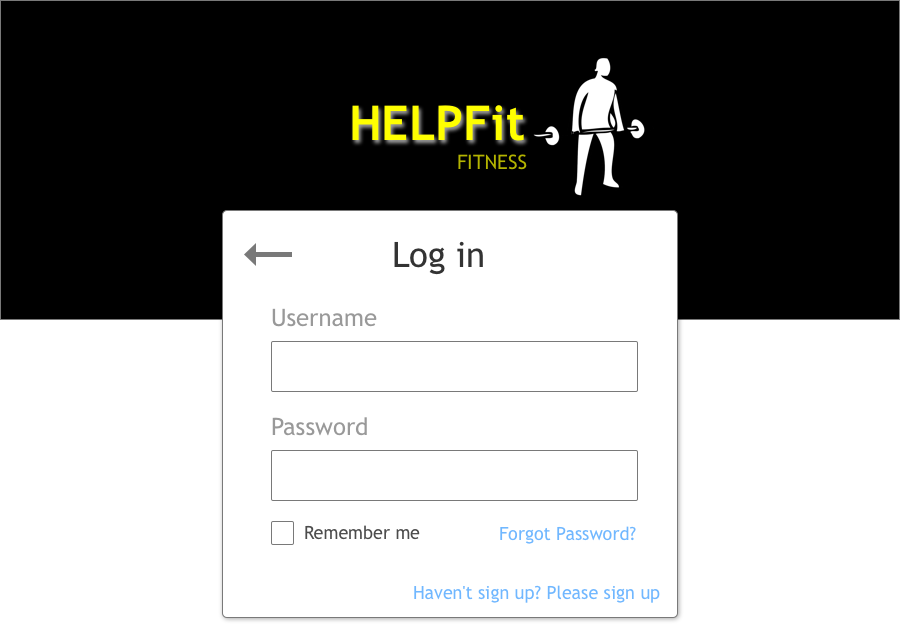 HELPFit
FITNESS
Log in
Username
Password
Remember me
Forgot Password?
Haven't sign up? Please sign up